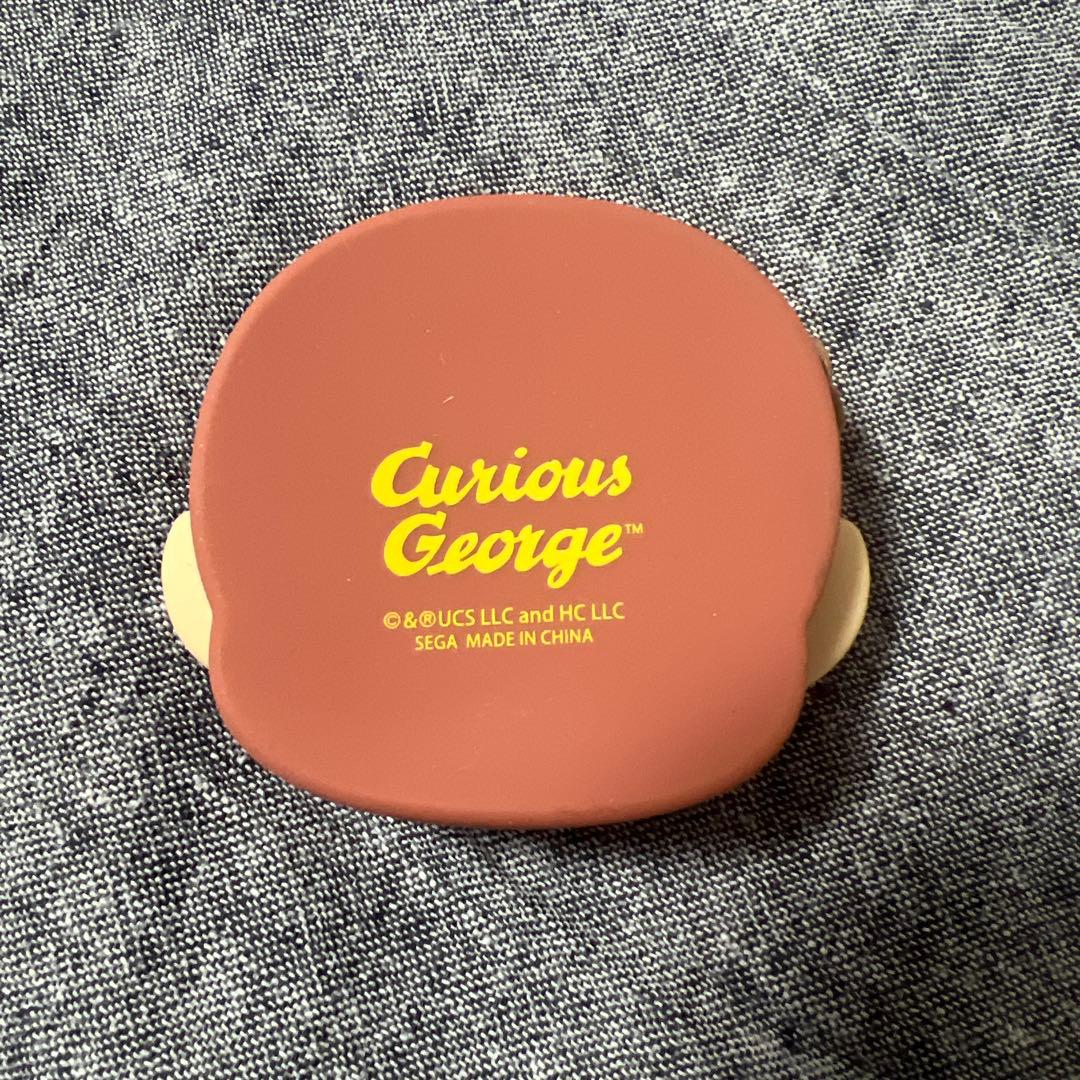 Curious
George™
©&®UCS LLC and HC LLC
SEGA MADE IN CHINA